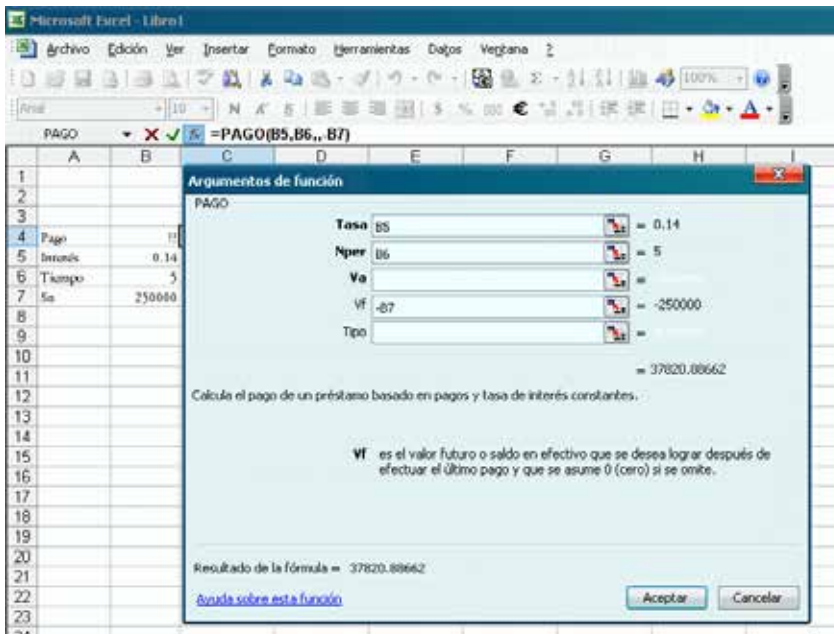 Microsoft Excel - Libro1
Archivo Edición Ver Insertar Formato Herramientas Datos Ventana ?
100%
Arial 10 N K S $ % 000 €
PAGO =PAGO(B5,B6,,-B7)
A B C D E F G H I
1
2
3
4 Pago
5 Interés 0.14
6 Tiempo 5
7 Sn 250000
8
9
10
11
12
13
14
15
16
17
18
19
20
21
22
23
24
Argumentos de función
PAGO
Tasa B5 = 0.14
Nper B6 = 5
Va =
Vf -B7 = -250000
Tipo =
= 37820.88662
Calcula el pago de un préstamo basado en pagos y tasa de interés constantes.
Vf es el valor futuro o saldo en efectivo que se desea lograr después de
efectuar el último pago y que se asume 0 (cero) si se omite.
Resultado de la fórmula = 37820.88662
Ayuda sobre esta función
Aceptar Cancelar